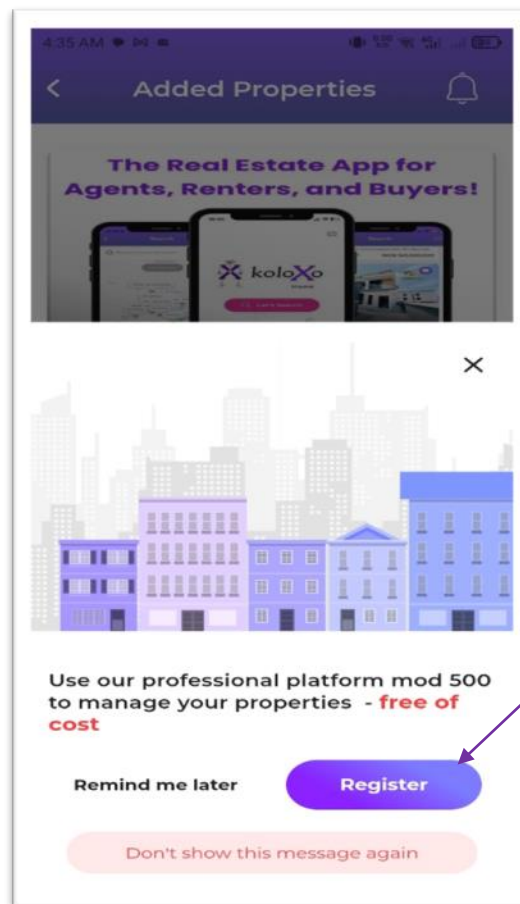 4:35 AM
Added Properties
The Real Estate App for
Agents, Renters, and Buyers!
koloXo
Use our professional platform mod 500
to manage your properties - free of
cost
Remind me later
Register
Don't show this message again